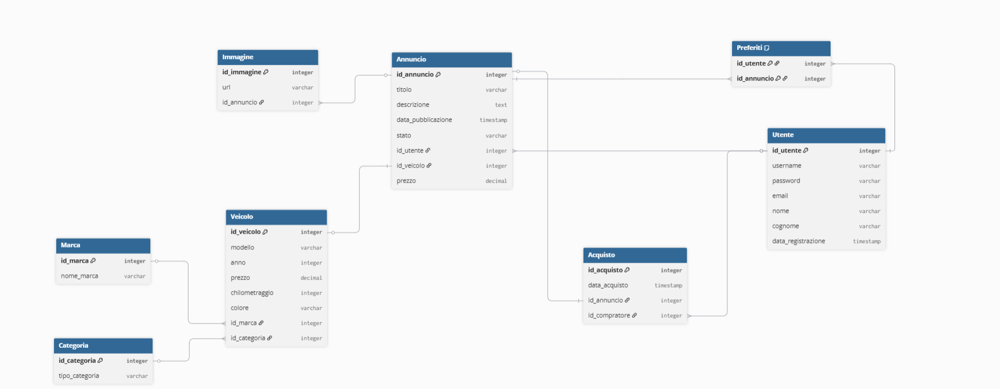 Immagine
id_immagine integer
url varchar
id_annuncio integer
Annuncio
id_annuncio integer
titolo varchar
descrizione text
data_pubblicazione timestamp
stato varchar
id_utente integer
id_veicolo integer
prezzo decimal
Preferiti
id_utente integer
id_annuncio integer
Utente
id_utente integer
username varchar
password varchar
email varchar
nome varchar
cognome varchar
data_registrazione timestamp
Veicolo
id_veicolo integer
modello varchar
anno integer
prezzo decimal
chilometraggio integer
colore varchar
id_marca integer
id_categoria integer
Marca
id_marca integer
nome_marca varchar
Acquisto
id_acquisto integer
data_acquisto timestamp
id_annuncio integer
id_compratore integer
Categoria
id_categoria integer
tipo_categoria varchar